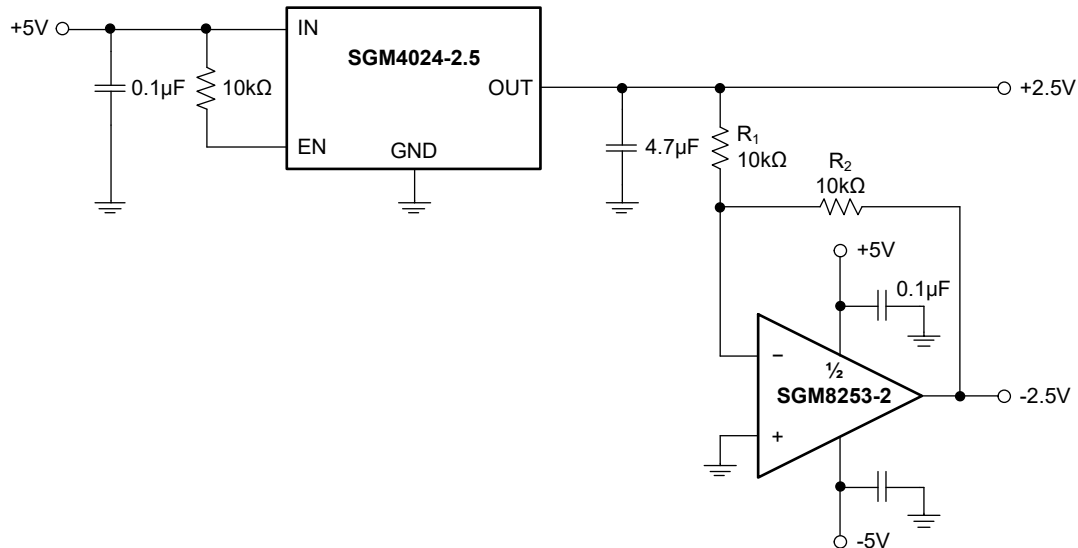 +5V
IN
SGM4024-2.5
0.1µF
10kΩ
OUT
+2.5V
EN
GND
4.7µF
R1
10kΩ
R2
10kΩ
+5V
0.1µF
−
½
SGM8253-2
-2.5V
+
-5V